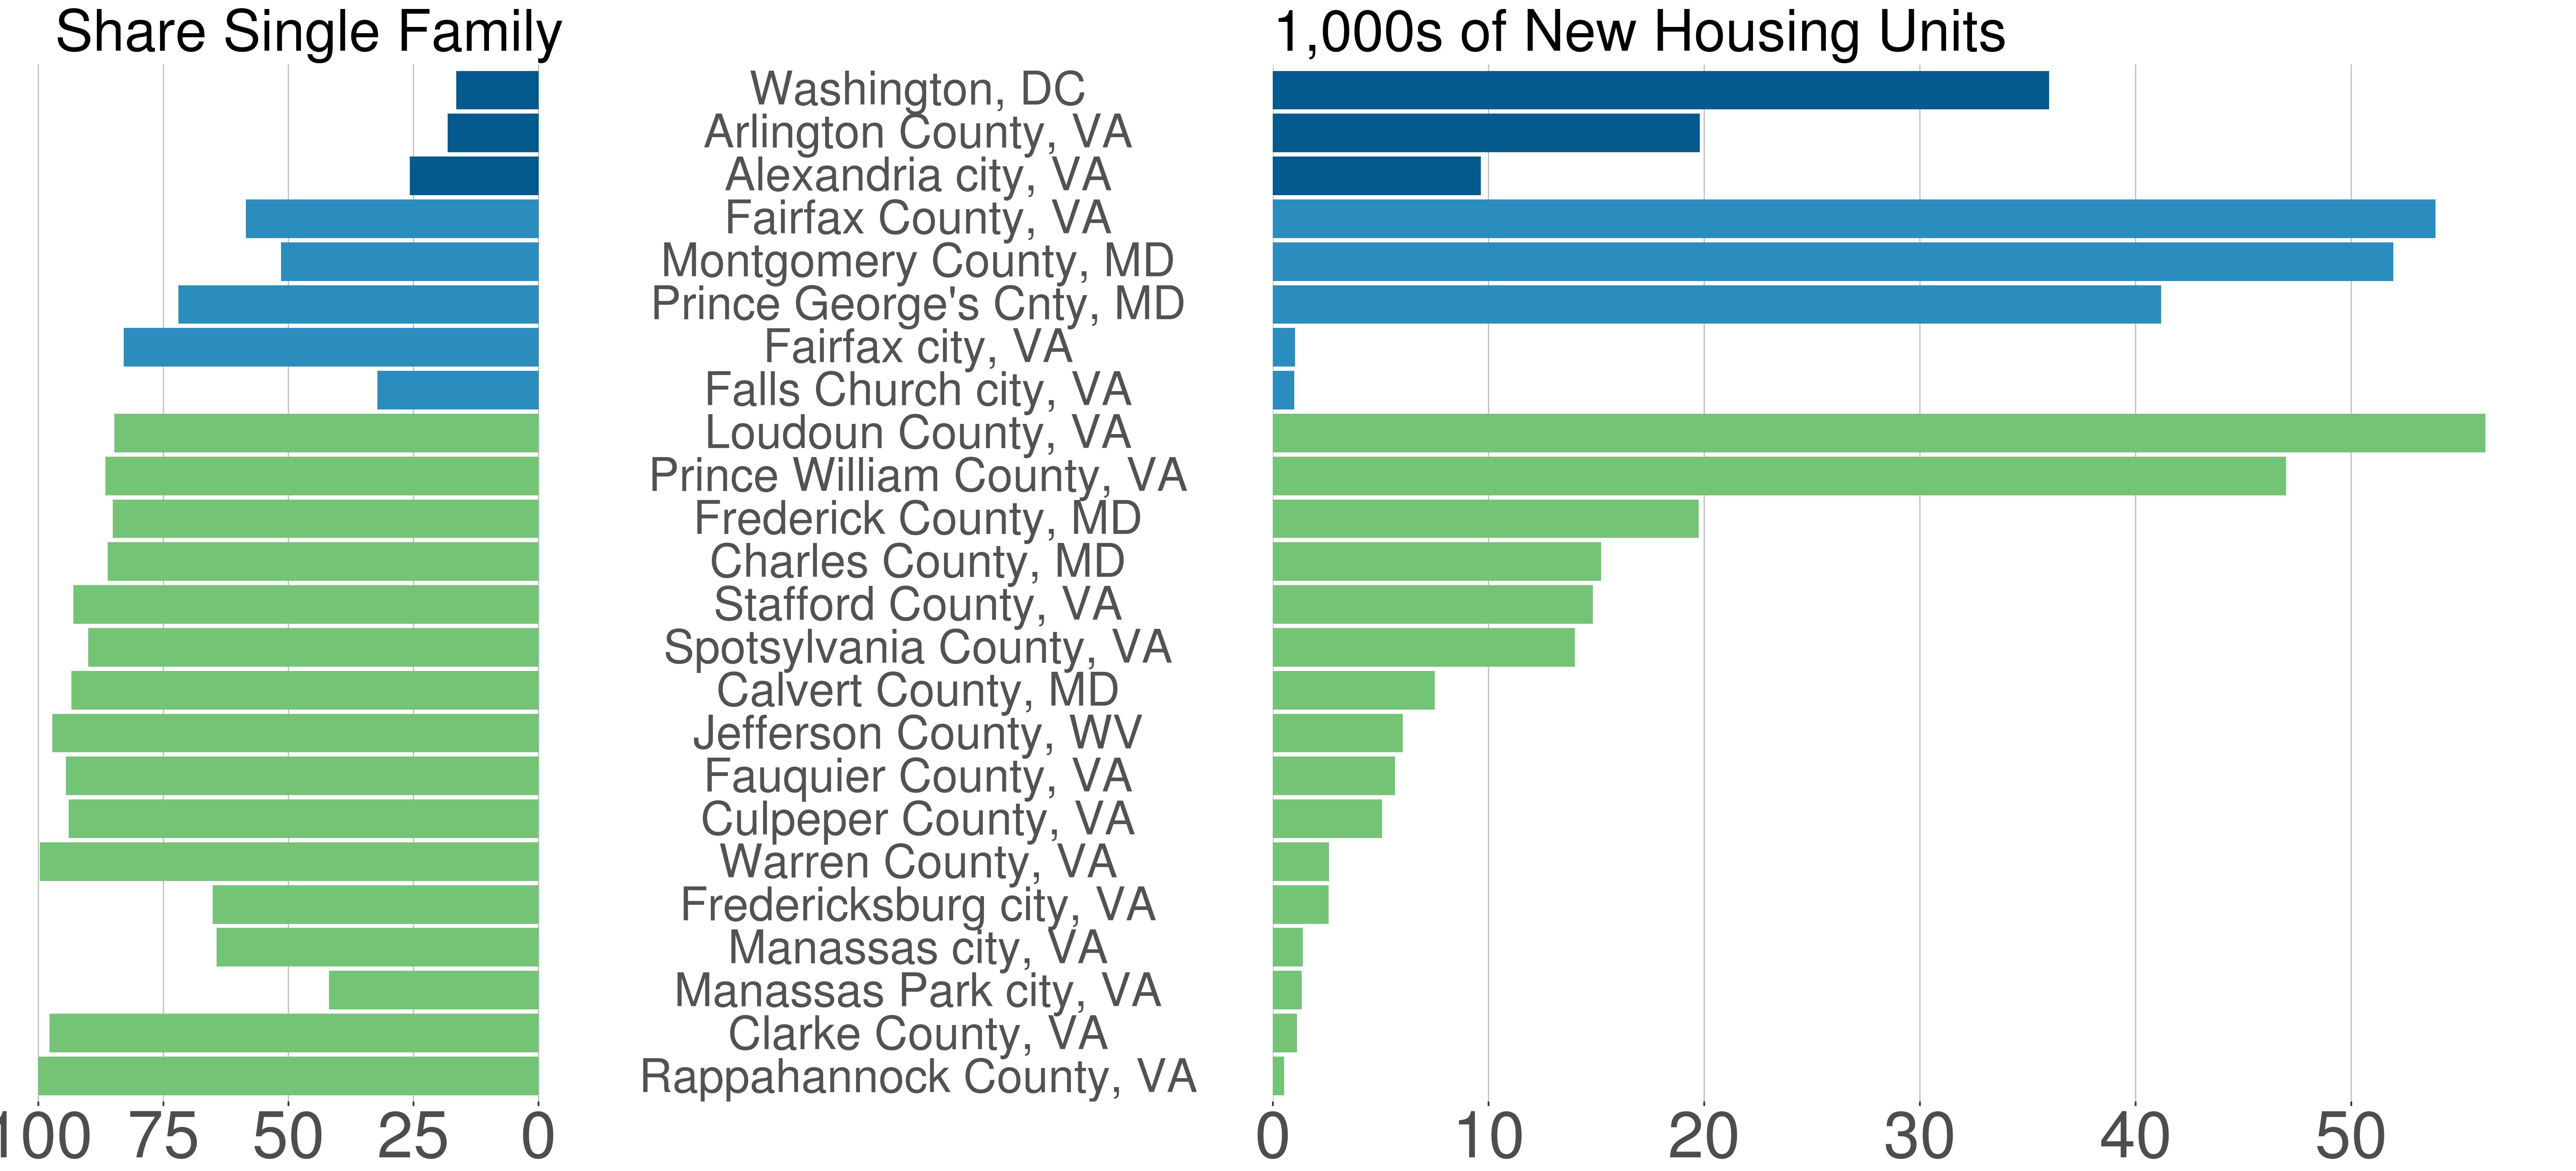 Share Single Family
1,000s of New Housing Units
Washington, DC
Arlington County, VA
Alexandria city, VA
Fairfax County, VA
Montgomery County, MD
Prince George's Cnty, MD
Fairfax city, VA
Falls Church city, VA
Loudoun County, VA
Prince William County, VA
Frederick County, MD
Charles County, MD
Stafford County, VA
Spotsylvania County, VA
Calvert County, MD
Jefferson County, WV
Fauquier County, VA
Culpeper County, VA
Warren County, VA
Fredericksburg city, VA
Manassas city, VA
Manassas Park city, VA
Clarke County, VA
Rappahannock County, VA
100 75 50 25 0
0 10 20 30 40 50